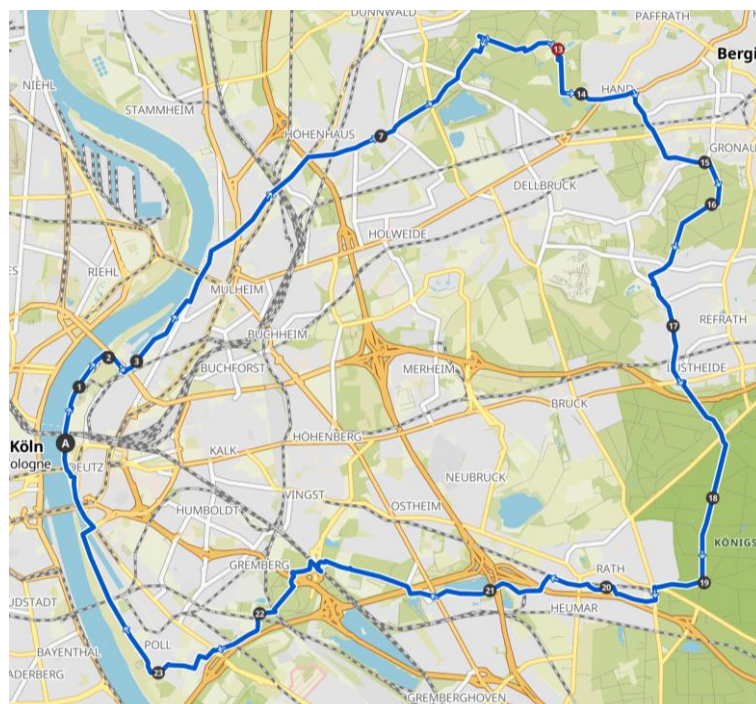 DÜNNWALD
PAFFRATH
Bergi
NIEHL
STAMMHEIM
13
HAND
14
HÖHENHAUS
7
GRONAU
15
DELLBRÜCK
16
HOLWEIDE
RIEHL
MÜLHEIM
BUCHHEIM
17
REFRATH
2
3
1
BUCHFORST
MERHEIM
LUSTHEIDE
BRÜCK
A
Köln
ologne
DEUTZ
KALK
HÖHENBERG
NEUBRÜCK
VINGST
18
HUMBOLDT
OSTHEIM
KÖNIGS
GREMBERG
RATH
19
20
21
HEUMAR
22
UDSTADT
POLL
BAYENTHAL
23
ADERBERG
GREMBERGHOVEN